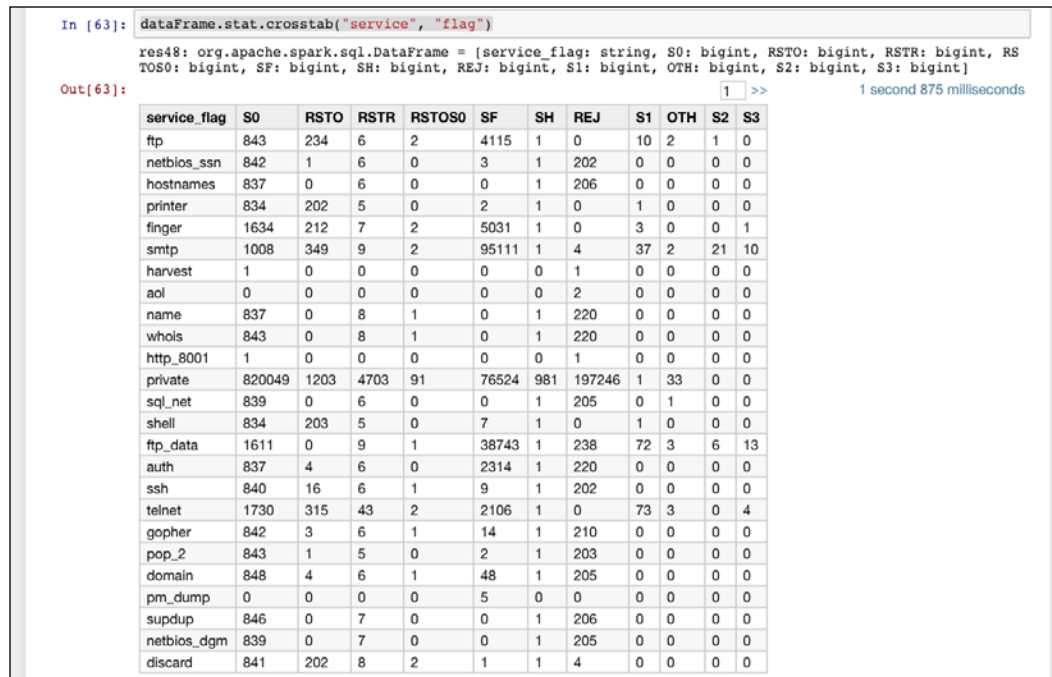 In [63]: dataFrame.stat.crosstab("service", "flag")
res48: org.apache.spark.sql.DataFrame = [service_flag: string, S0: bigint, RSTO: bigint, RSTR: bigint, RS
TOS0: bigint, SF: bigint, SH: bigint, REJ: bigint, S1: bigint, OTH: bigint, S2: bigint, S3: bigint]
Out[63]: 1 >> 1 second 875 milliseconds
service_flag S0 RSTO RSTR RSTOS0 SF SH REJ S1 OTH S2 S3
ftp 843 234 6 2 4115 1 0 10 2 1 0
netbios_ssn 842 1 6 0 3 1 202 0 0 0 0
hostnames 837 0 6 0 0 1 206 0 0 0 0
printer 834 202 5 0 2 1 0 1 0 0 0
finger 1634 212 7 2 5031 1 0 3 0 0 1
smtp 1008 349 9 2 95111 1 4 37 2 21 10
harvest 1 0 0 0 0 0 1 0 0 0 0
aol 0 0 0 0 0 0 2 0 0 0 0
name 837 0 8 1 0 1 220 0 0 0 0
whois 843 0 8 1 0 1 220 0 0 0 0
http_8001 1 0 0 0 0 0 1 0 0 0 0
private 820049 1203 4703 91 76524 981 197246 1 33 0 0
sql_net 839 0 6 0 0 1 205 0 1 0 0
shell 834 203 5 0 7 1 0 1 0 0 0
ftp_data 1611 0 9 1 38743 1 238 72 3 6 13
auth 837 4 6 0 2314 1 220 0 0 0 0
ssh 840 16 6 1 9 1 202 0 0 0 0
telnet 1730 315 43 2 2106 1 0 73 3 0 4
gopher 842 3 6 1 14 1 210 0 0 0 0
pop_2 843 1 5 0 2 1 203 0 0 0 0
domain 848 4 6 1 48 1 205 0 0 0 0
pm_dump 0 0 0 0 5 0 0 0 0 0 0
supdup 846 0 7 0 0 1 206 0 0 0 0
netbios_dgm 839 0 7 0 0 1 205 0 0 0 0
discard 841 202 8 2 1 1 4 0 0 0 0